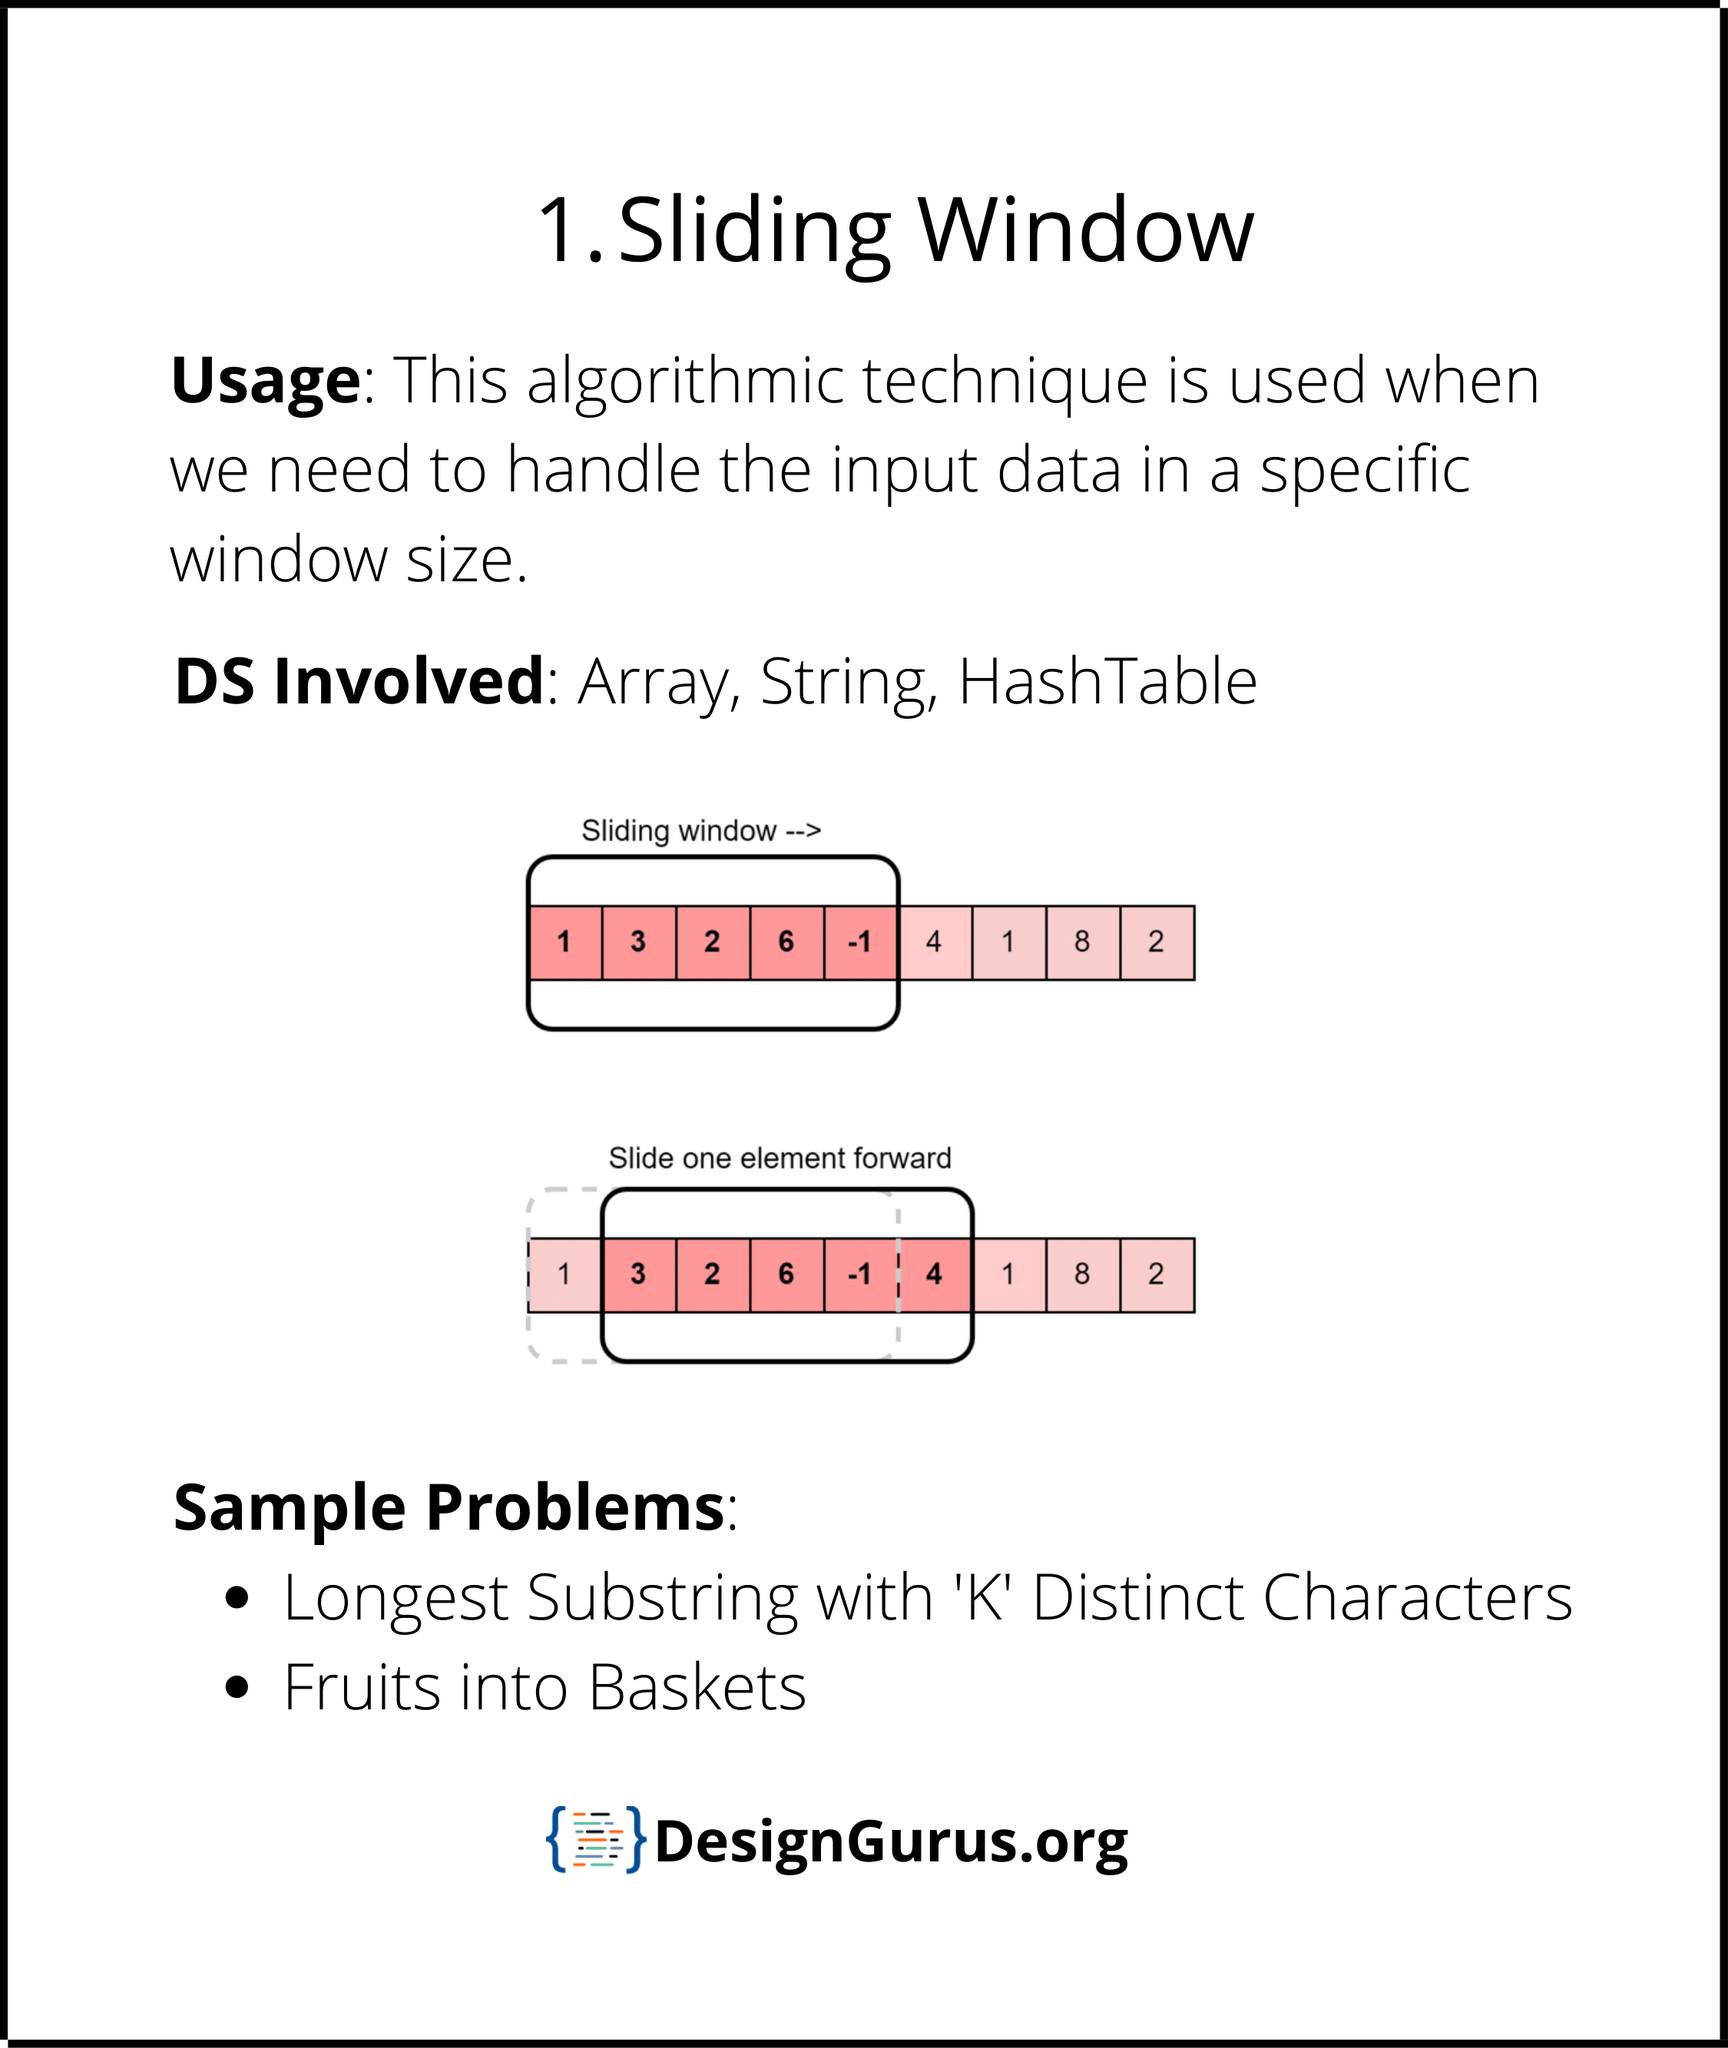 1. Sliding Window
Usage: This algorithmic technique is used when
we need to handle the input data in a specific
window size.
DS Involved: Array, String, HashTable
Sliding window -->
1 3 2 6 -1 4 1 8 2
Slide one element forward
1 3 2 6 -1 4 1 8 2
Sample Problems:
• Longest Substring with 'K' Distinct Characters
• Fruits into Baskets
DesignGurus.org